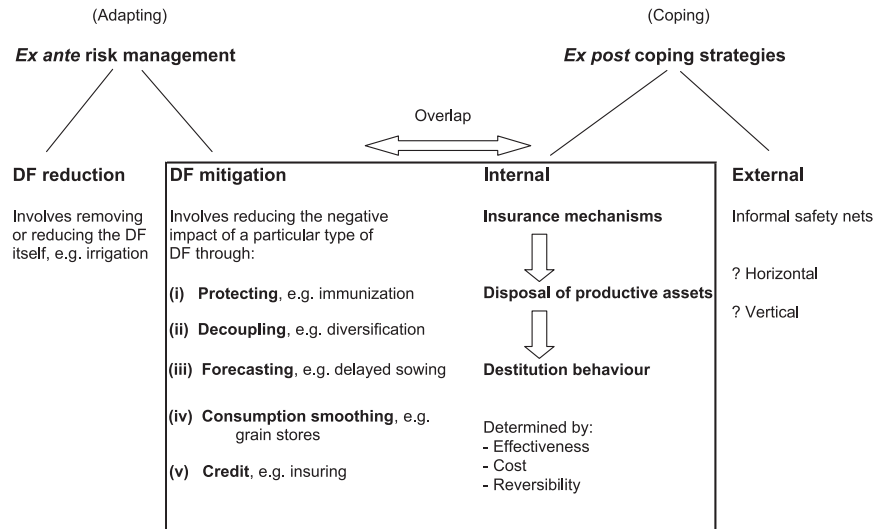 (Adapting)
(Coping)
Ex ante risk management
Ex post coping strategies
Overlap
DF reduction
Involves removing
or reducing the DF
itself, e.g. irrigation
DF mitigation
Involves reducing the negative
impact of a particular type of
DF through:
(i) Protecting, e.g. immunization
(ii) Decoupling, e.g. diversification
(iii) Forecasting, e.g. delayed sowing
(iv) Consumption smoothing, e.g.
grain stores
(v) Credit, e.g. insuring
Internal
Insurance mechanisms
Disposal of productive assets
Destitution behaviour
Determined by:
- Effectiveness
- Cost
- Reversibility
External
Informal safety nets
? Horizontal
? Vertical